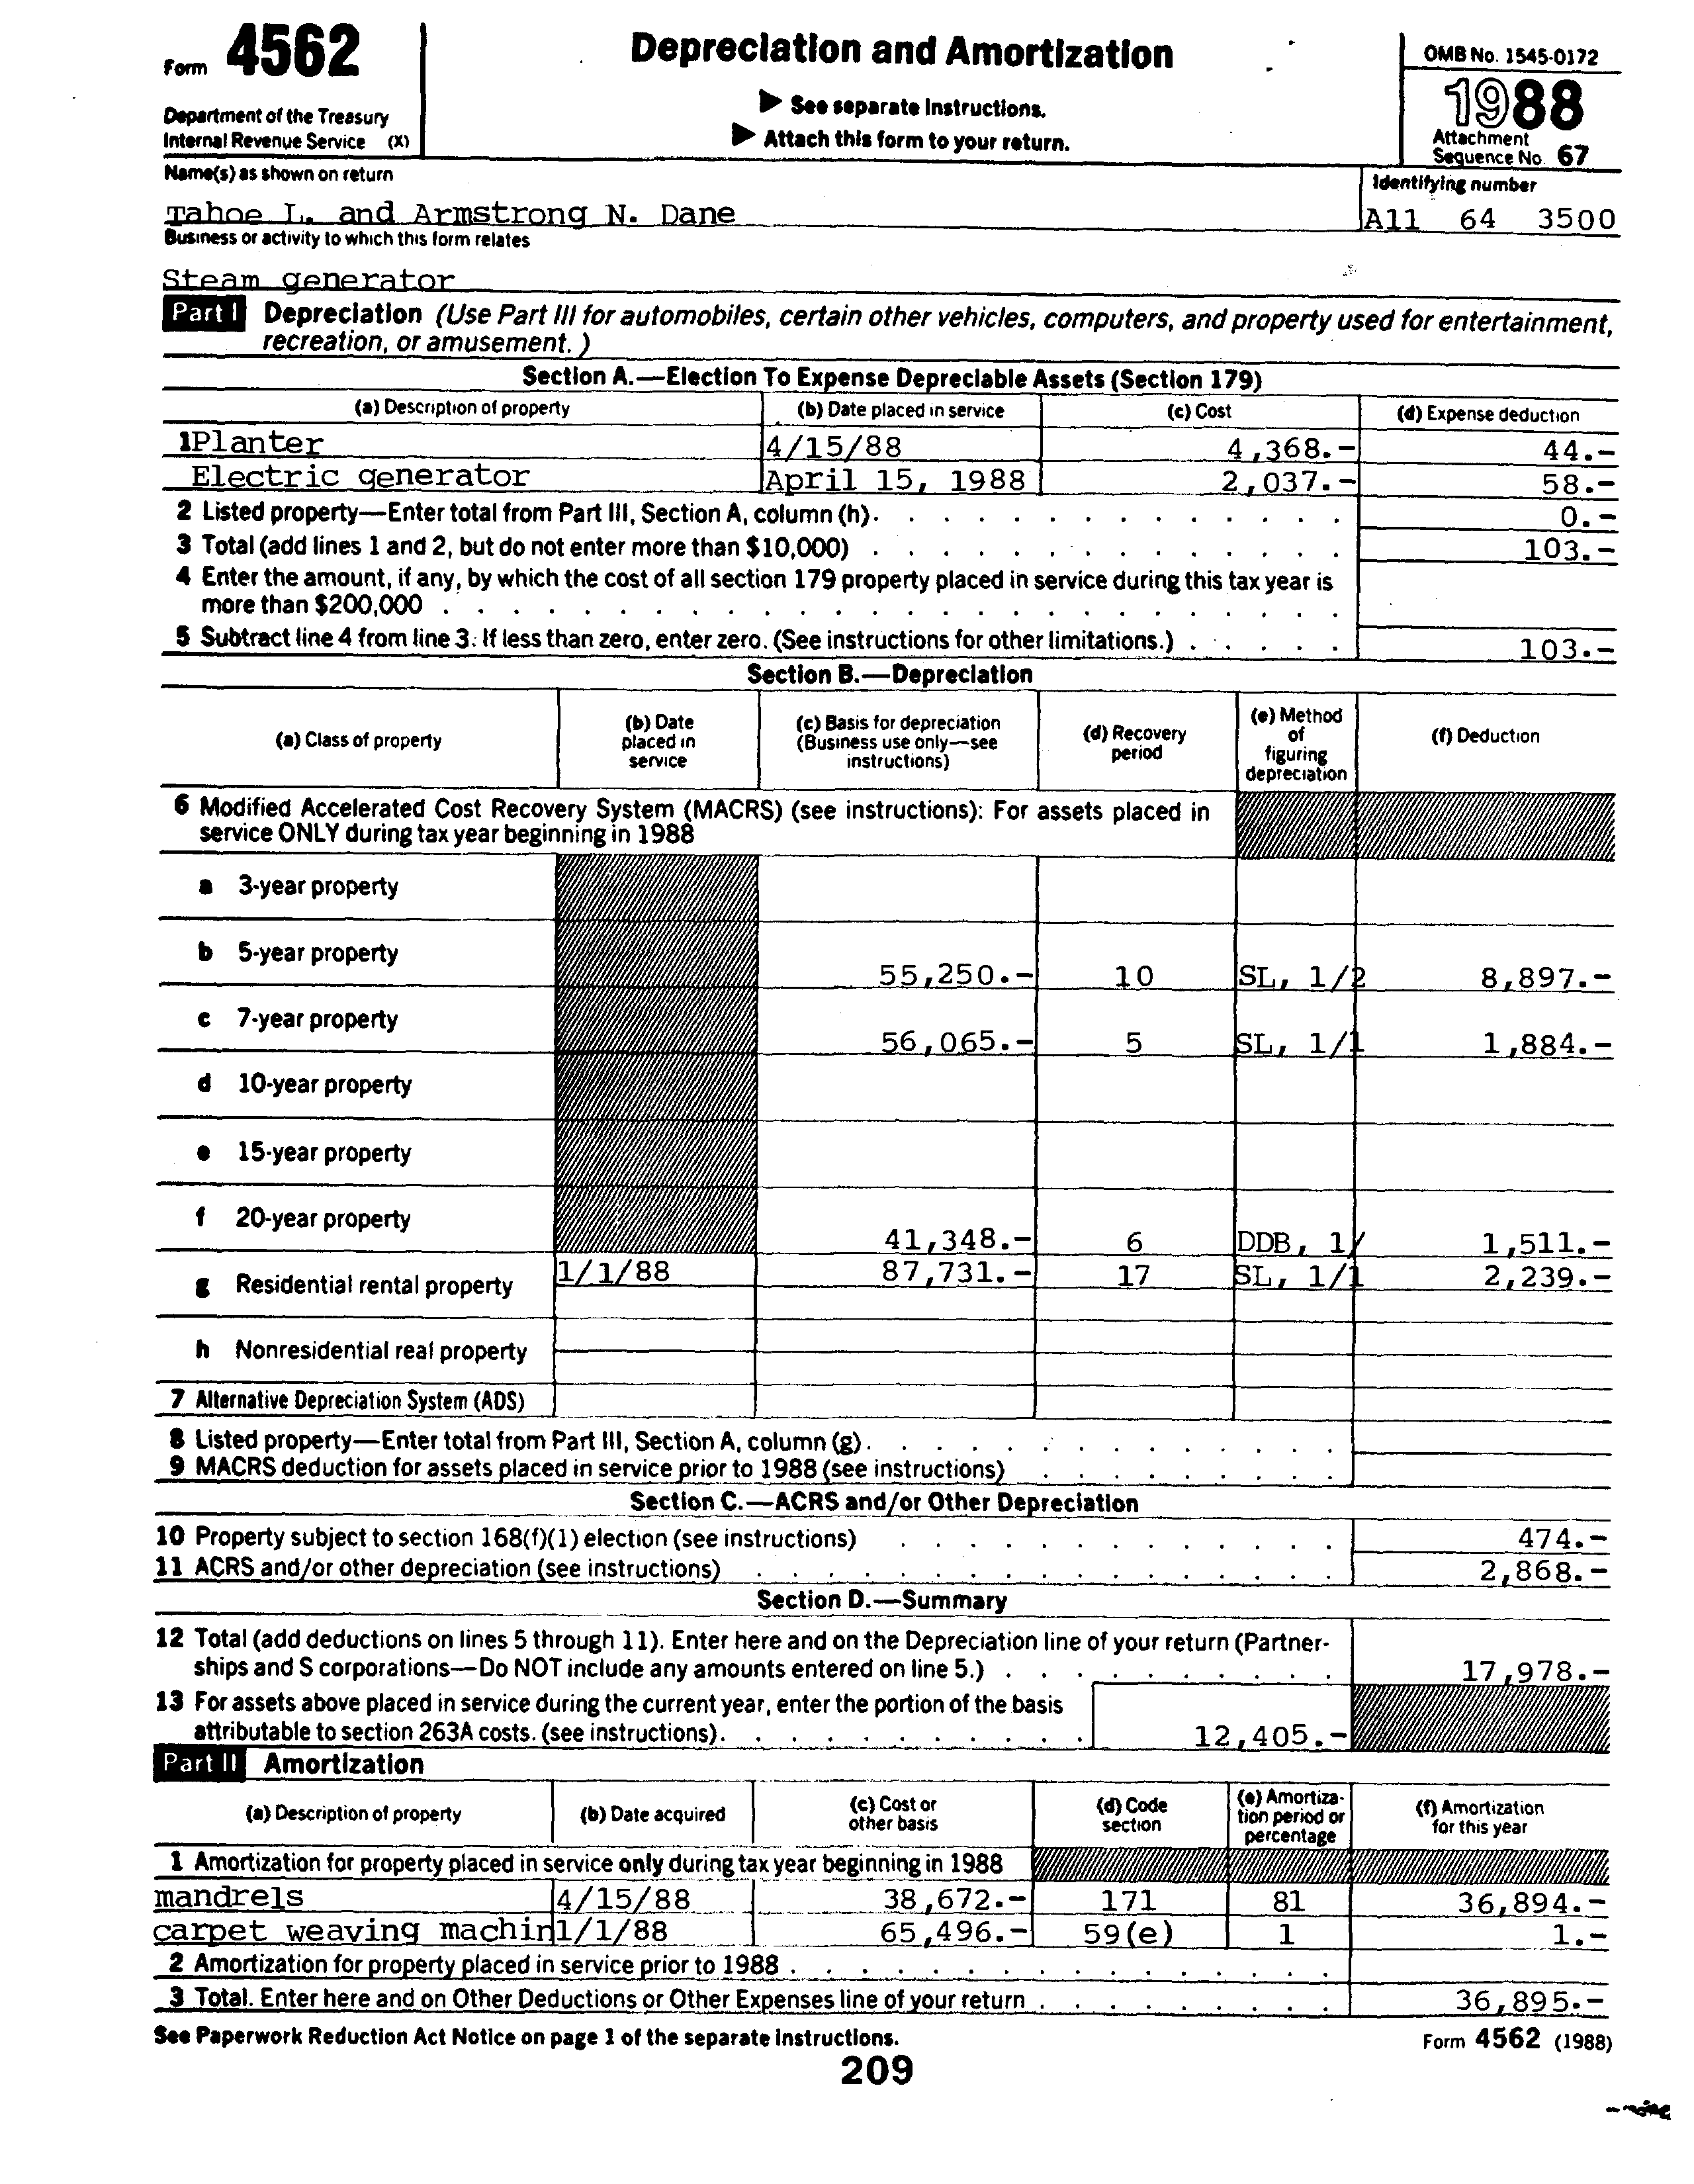 Form 4562
Department of the Treasury
Internal Revenue Service (X)
Depreciation and Amortization
▶ See separate Instructions.
▶ Attach this form to your return.
OMB No. 1545-0172
1988
Attachment
Sequence No. 67
Name(s) as shown on return
Tahoe L. and Armstrong N. Dane
Identifying number
A11 64 3500
Business or activity to which this form relates
Steam generator
Part I Depreciation (Use Part III for automobiles, certain other vehicles, computers, and property used for entertainment,
recreation, or amusement.)
Section A.—Election To Expense Depreciable Assets (Section 179)
(a) Description of property (b) Date placed in service (c) Cost (d) Expense deduction
1 Planter 4/15/88 4,368.- 44.-
Electric generator April 15, 1988 2,037.- 58.-
2 Listed property—Enter total from Part III, Section A, column (h). 0.-
3 Total (add lines 1 and 2, but do not enter more than $10,000) 103.-
4 Enter the amount, if any, by which the cost of all section 179 property placed in service during this tax year is
more than $200,000
5 Subtract line 4 from line 3. If less than zero, enter zero. (See instructions for other limitations.) 103.-
Section B.—Depreciation
(a) Class of property
(b) Date
placed in
service
(c) Basis for depreciation
(Business use only—see
instructions)
(d) Recovery
period
(e) Method
of
figuring
depreciation
(f) Deduction
6 Modified Accelerated Cost Recovery System (MACRS) (see instructions): For assets placed in
service ONLY during tax year beginning in 1988
a 3-year property
b 5-year property 55,250.- 10 SL, 1/2 8,897.-
c 7-year property 56,065.- 5 SL, 1/1 1,884.-
d 10-year property
e 15-year property
f 20-year property 41,348.- 6 DDB, 1/ 1,511.-
g Residential rental property 1/1/88 87,731.- 17 SL, 1/1 2,239.-
h Nonresidential real property
7 Alternative Depreciation System (ADS)
8 Listed property—Enter total from Part III, Section A, column (g).
9 MACRS deduction for assets placed in service prior to 1988 (see instructions)
Section C.—ACRS and/or Other Depreciation
10 Property subject to section 168(f)(1) election (see instructions) 474.-
11 ACRS and/or other depreciation (see instructions) 2,868.-
Section D.—Summary
12 Total (add deductions on lines 5 through 11). Enter here and on the Depreciation line of your return (Partner-
ships and S corporations—Do NOT include any amounts entered on line 5.) 17,978.-
13 For assets above placed in service during the current year, enter the portion of the basis
attributable to section 263A costs. (see instructions). 12,405.-
Part II Amortization
(a) Description of property
(b) Date acquired
(c) Cost or
other basis
(d) Code
section
(e) Amortiza-
tion period or
percentage
(f) Amortization
for this year
1 Amortization for property placed in service only during tax year beginning in 1988
mandrels 4/15/88 38,672.- 171 81 36,894.-
carpet weaving machin 1/1/88 65,496.- 59(e) 1 1.-
2 Amortization for property placed in service prior to 1988
3 Total. Enter here and on Other Deductions or Other Expenses line of your return 36,895.-
See Paperwork Reduction Act Notice on page 1 of the separate Instructions.
Form 4562 (1988)
209